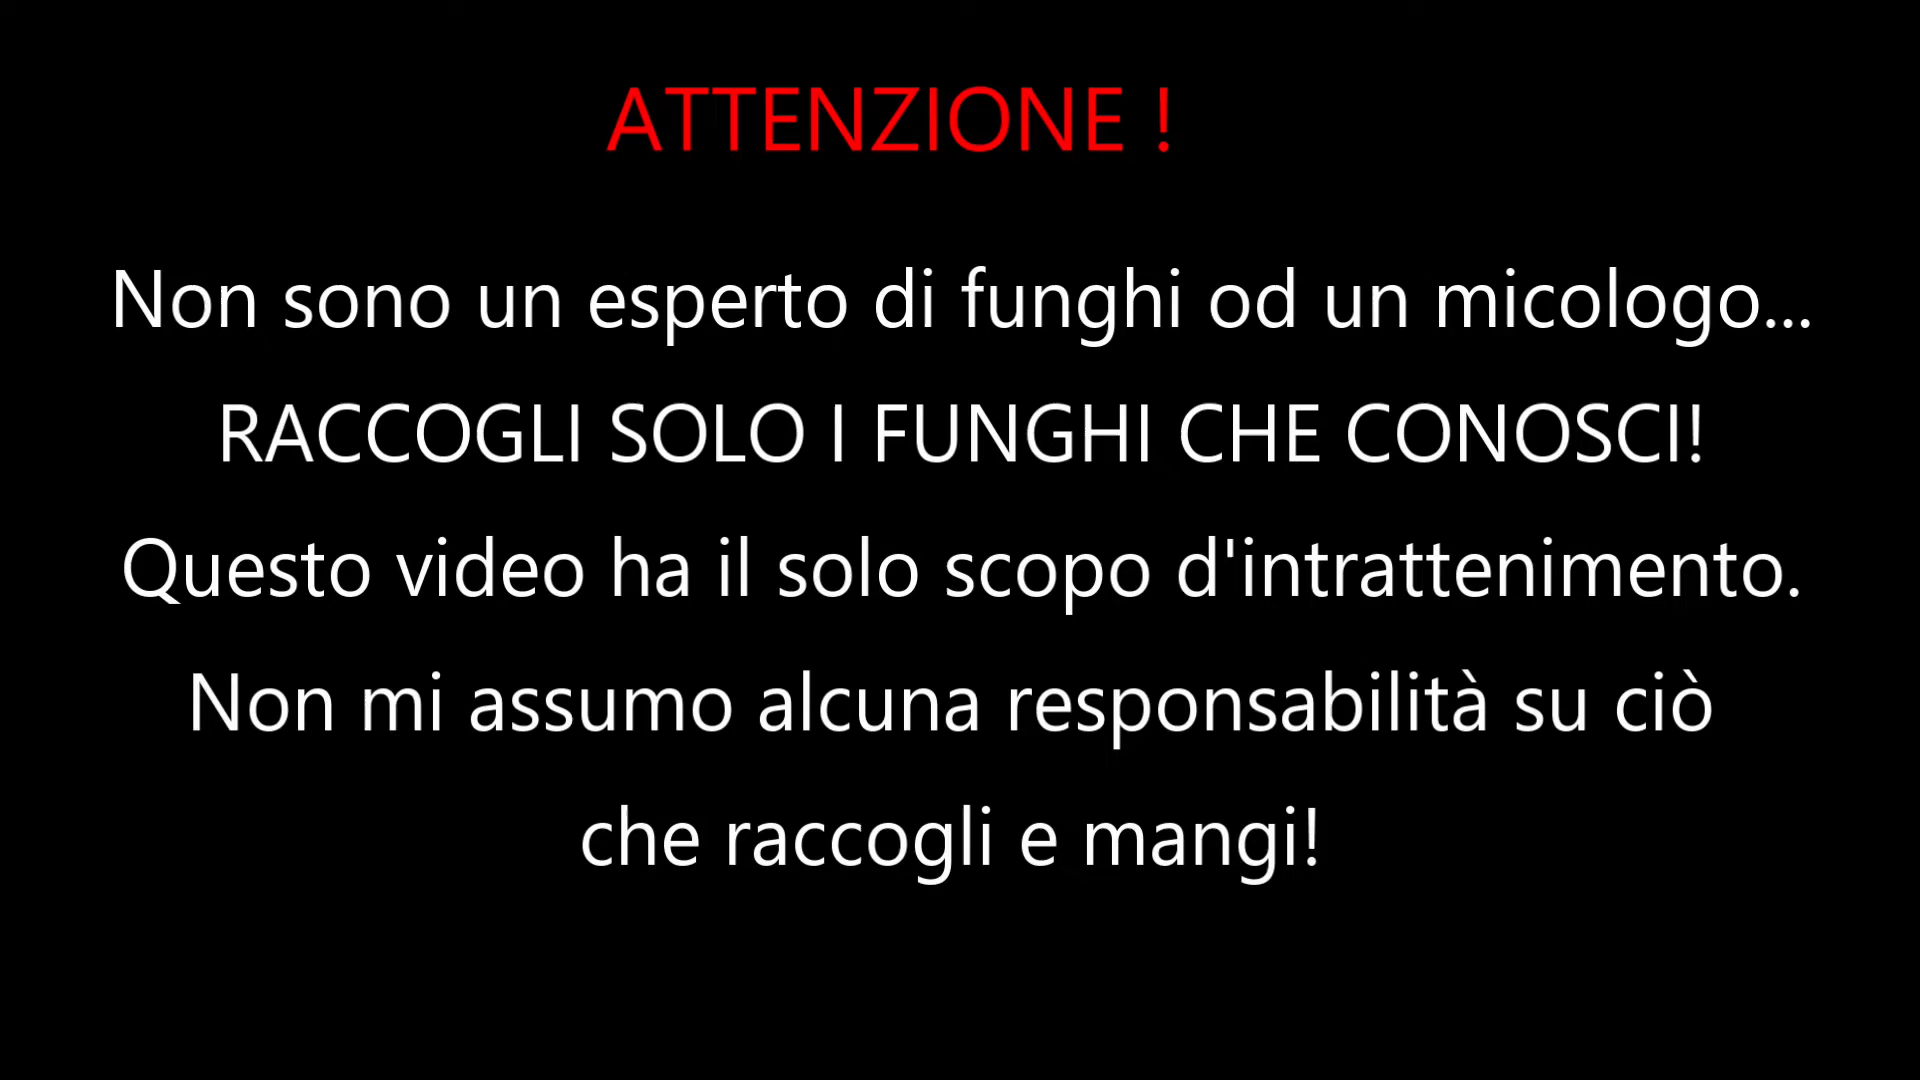 ATTENZIONE !
Non sono un esperto di funghi od un micologo...
RACCOGLI SOLO I FUNGHI CHE CONOSCI!
Questo video ha il solo scopo d'intrattenimento.
Non mi assumo alcuna responsabilità su ciò
che raccogli e mangi!